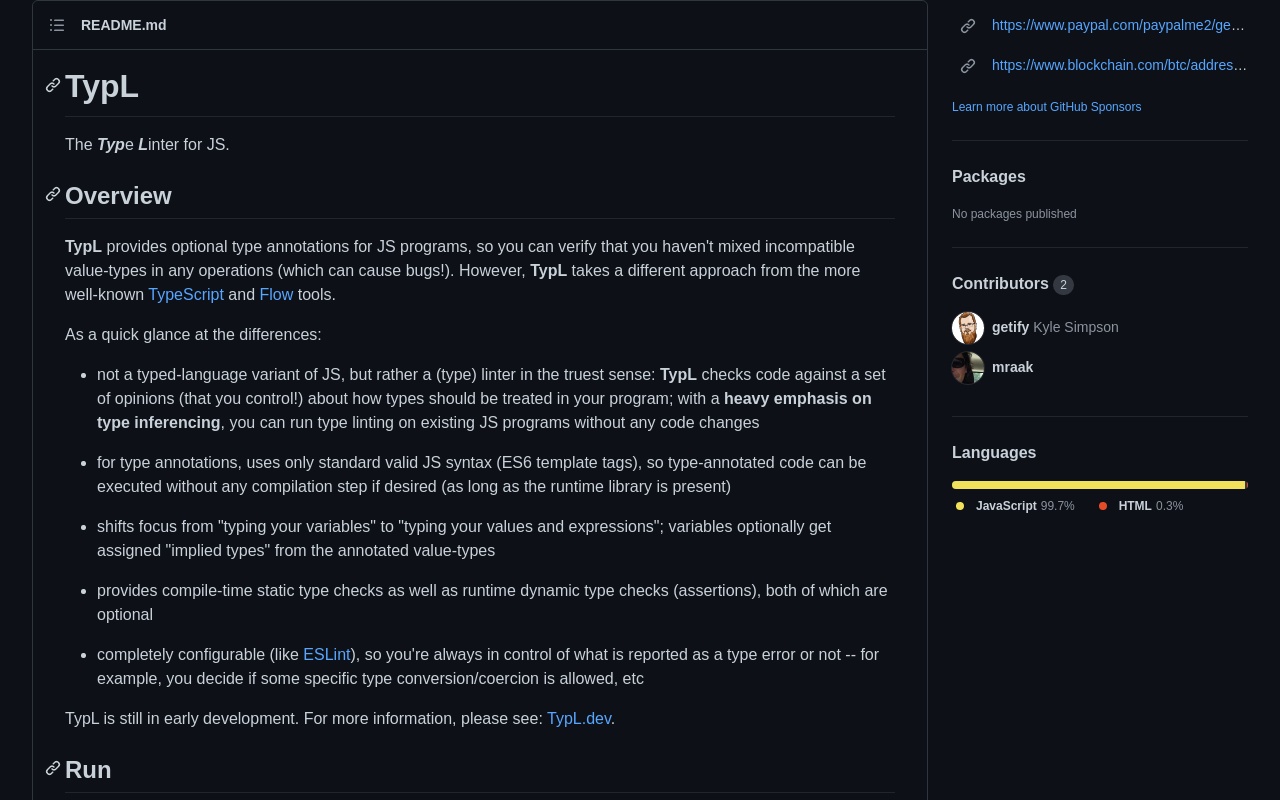 README.md
TypL
The Type Linter for JS.
Overview
TypL provides optional type annotations for JS programs, so you can verify that you haven't mixed incompatible
value-types in any operations (which can cause bugs!). However, TypL takes a different approach from the more
well-known TypeScript and Flow tools.
As a quick glance at the differences:
• not a typed-language variant of JS, but rather a (type) linter in the truest sense: TypL checks code against a set
of opinions (that you control!) about how types should be treated in your program; with a heavy emphasis on
type inferencing, you can run type linting on existing JS programs without any code changes
• for type annotations, uses only standard valid JS syntax (ES6 template tags), so type-annotated code can be
executed without any compilation step if desired (as long as the runtime library is present)
• shifts focus from "typing your variables" to "typing your values and expressions"; variables optionally get
assigned "implied types" from the annotated value-types
• provides compile-time static type checks as well as runtime dynamic type checks (assertions), both of which are
optional
• completely configurable (like ESLint), so you're always in control of what is reported as a type error or not -- for
example, you decide if some specific type conversion/coercion is allowed, etc
TypL is still in early development. For more information, please see: TypL.dev.
Run
https://www.paypal.com/paypalme2/ge…
https://www.blockchain.com/btc/addres…
Learn more about GitHub Sponsors
Packages
No packages published
Contributors 2
getify Kyle Simpson
mraak
Languages
JavaScript 99.7% HTML 0.3%